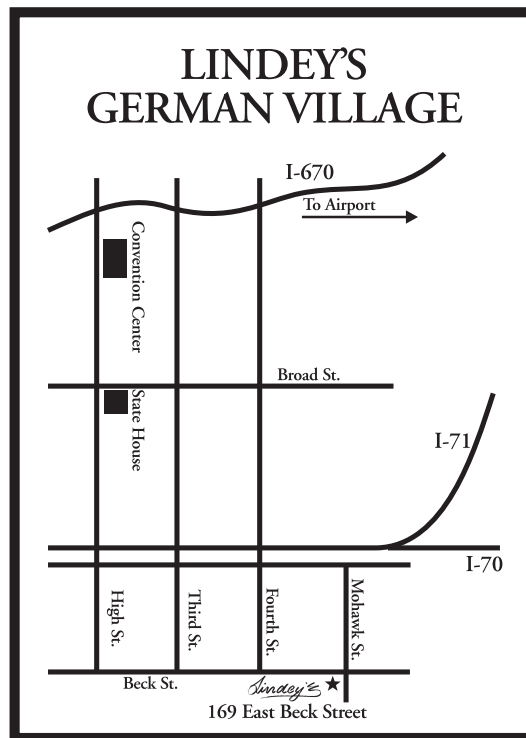 LINDEY'S
GERMAN VILLAGE
I-670
To Airport
Convention Center
Broad St.
State House
I-71
I-70
High St.
Third St.
Fourth St.
Mohawk St.
Beck St.
Lindey's
169 East Beck Street